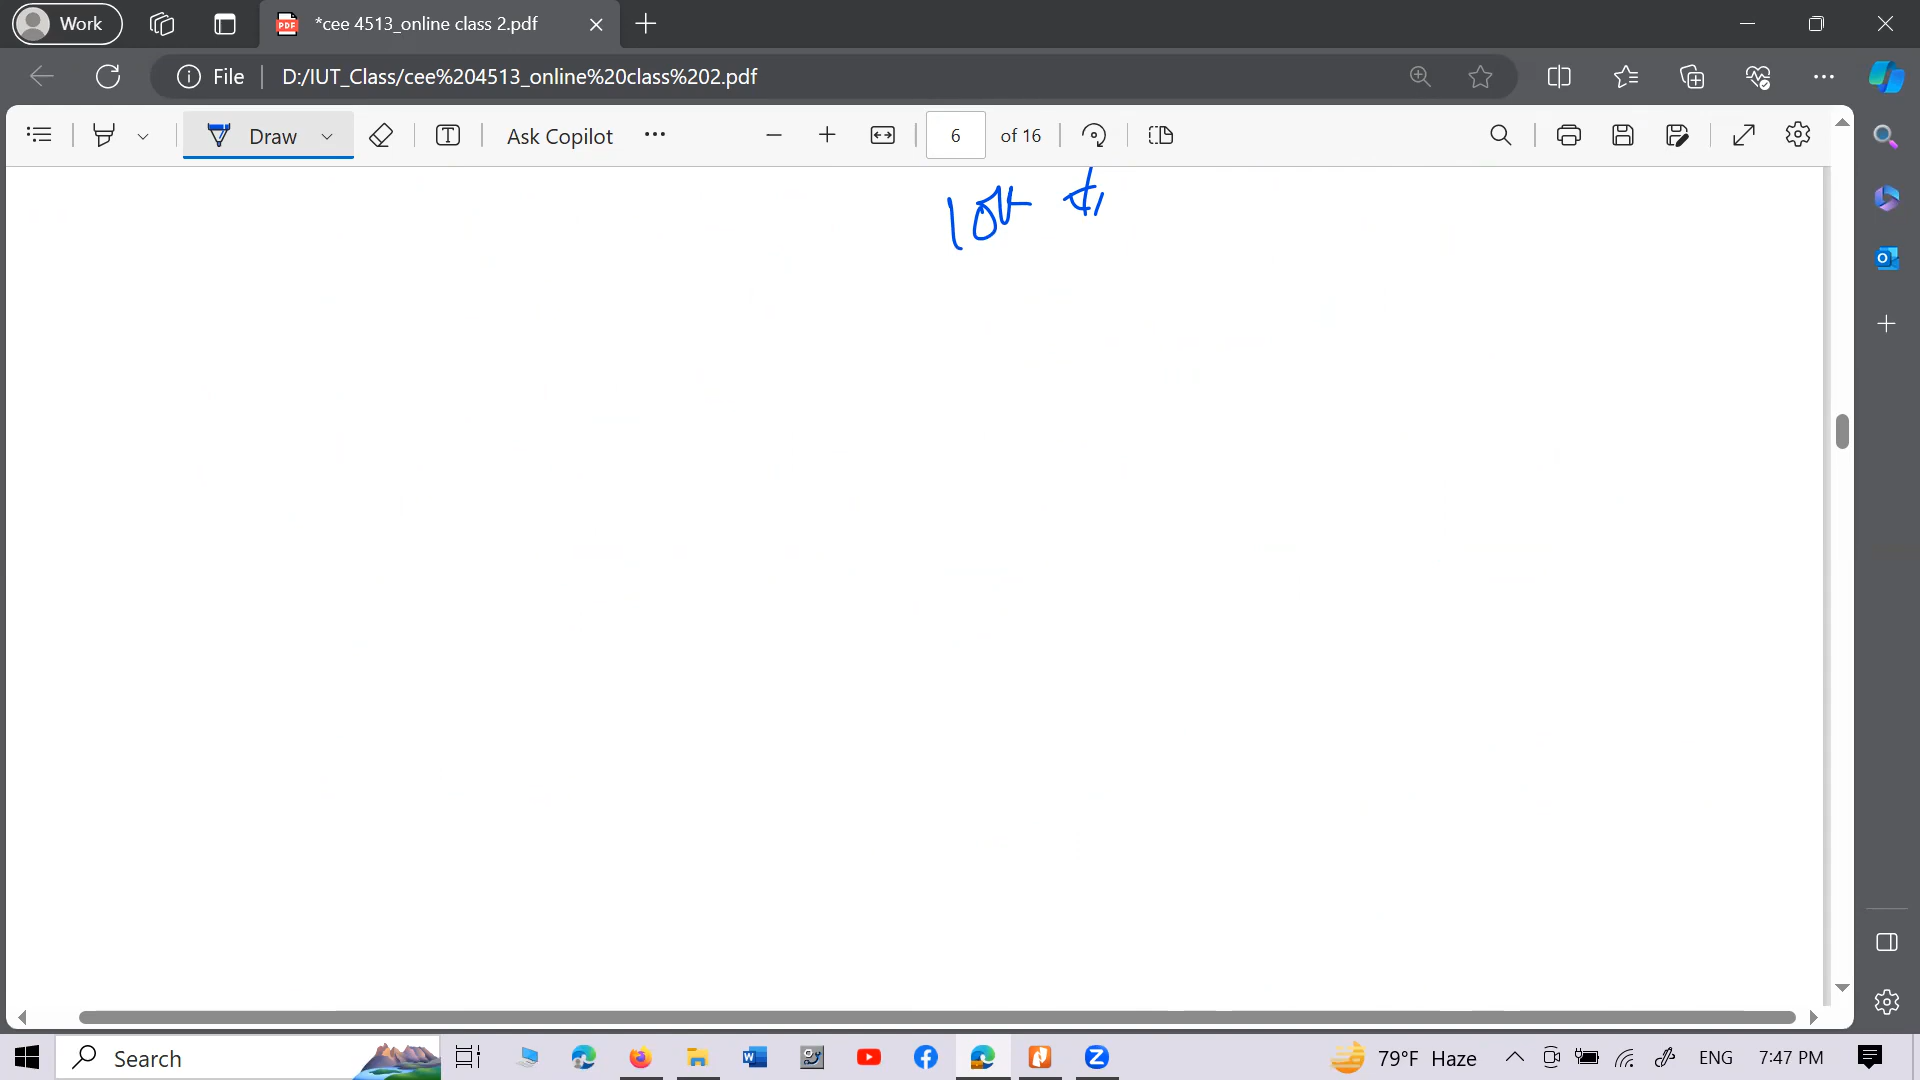 Work
*cee 4513_online class 2.pdf
File D:/IUT_Class/cee%204513_online%20class%202.pdf
Draw Ask Copilot 6 of 16
Search 79°F Haze ENG 7:47 PM